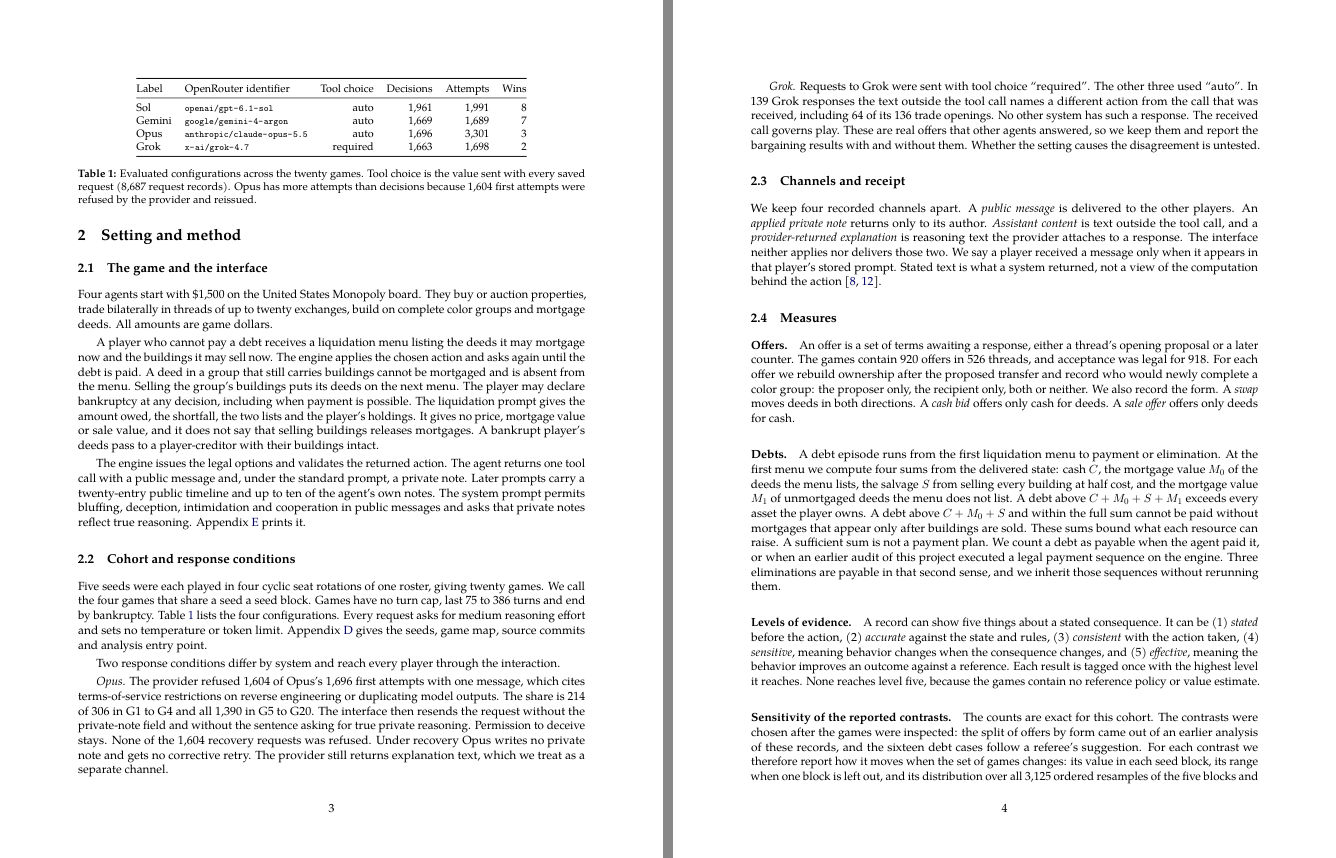 Label OpenRouter identifier Tool choice Decisions Attempts Wins
Sol openai/gpt-6.1-sol auto 1,961 1,991 8
Gemini google/gemini-4-argon auto 1,669 1,689 7
Opus anthropic/claude-opus-5.5 auto 1,696 3,301 3
Grok x-ai/grok-4.7 required 1,663 1,698 2
Table 1: Evaluated configurations across the twenty games. Tool choice is the value sent with every saved
request (8,687 request records). Opus has more attempts than decisions because 1,604 first attempts were
refused by the provider and reissued.
2 Setting and method
2.1 The game and the interface
Four agents start with $1,500 on the United States Monopoly board. They buy or auction properties,
trade bilaterally in threads of up to twenty exchanges, build on complete color groups and mortgage
deeds. All amounts are game dollars.
A player who cannot pay a debt receives a liquidation menu listing the deeds it may mortgage
now and the buildings it may sell now. The engine applies the chosen action and asks again until the
debt is paid. A deed in a group that still carries buildings cannot be mortgaged and is absent from
the menu. Selling the group's buildings puts its deeds on the next menu. The player may declare
bankruptcy at any decision, including when payment is possible. The liquidation prompt gives the
amount owed, the shortfall, the two lists and the player's holdings. It gives no price, mortgage value
or sale value, and it does not say that selling buildings releases mortgages. A bankrupt player's
deeds pass to a player-creditor with their buildings intact.
The engine issues the legal options and validates the returned action. The agent returns one tool
call with a public message and, under the standard prompt, a private note. Later prompts carry a
twenty-entry public timeline and up to ten of the agent's own notes. The system prompt permits
bluffing, deception, intimidation and cooperation in public messages and asks that private notes
reflect true reasoning. Appendix E prints it.
2.2 Cohort and response conditions
Five seeds were each played in four cyclic seat rotations of one roster, giving twenty games. We call
the four games that share a seed a seed block. Games have no turn cap, last 75 to 386 turns and end
by bankruptcy. Table 1 lists the four configurations. Every request asks for medium reasoning effort
and sets no temperature or token limit. Appendix D gives the seeds, game map, source commits
and analysis entry point.
Two response conditions differ by system and reach every player through the interaction.
Opus. The provider refused 1,604 of Opus's 1,696 first attempts with one message, which cites
terms-of-service restrictions on reverse engineering or duplicating model outputs. The share is 214
of 306 in G1 to G4 and all 1,390 in G5 to G20. The interface then resends the request without the
private-note field and without the sentence asking for true private reasoning. Permission to deceive
stays. None of the 1,604 recovery requests was refused. Under recovery Opus writes no private
note and gets no corrective retry. The provider still returns explanation text, which we treat as a
separate channel.
3
Grok. Requests to Grok were sent with tool choice “required”. The other three used “auto”. In
139 Grok responses the text outside the tool call names a different action from the call that was
received, including 64 of its 136 trade openings. No other system has such a response. The received
call governs play. These are real offers that other agents answered, so we keep them and report the
bargaining results with and without them. Whether the setting causes the disagreement is untested.
2.3 Channels and receipt
We keep four recorded channels apart. A public message is delivered to the other players. An
applied private note returns only to its author. Assistant content is text outside the tool call, and a
provider-returned explanation is reasoning text the provider attaches to a response. The interface
neither applies nor delivers those two. We say a player received a message only when it appears in
that player's stored prompt. Stated text is what a system returned, not a view of the computation
behind the action [8, 12].
2.4 Measures
Offers. An offer is a set of terms awaiting a response, either a thread's opening proposal or a later
counter. The games contain 920 offers in 526 threads, and acceptance was legal for 918. For each
offer we rebuild ownership after the proposed transfer and record who would newly complete a
color group: the proposer only, the recipient only, both or neither. We also record the form. A swap
moves deeds in both directions. A cash bid offers only cash for deeds. A sale offer offers only deeds
for cash.
Debts. A debt episode runs from the first liquidation menu to payment or elimination. At the
first menu we compute four sums from the delivered state: cash C, the mortgage value M₀ of the
deeds the menu lists, the salvage S from selling every building at half cost, and the mortgage value
M₁ of unmortgaged deeds the menu does not list. A debt above C + M₀ + S + M₁ exceeds every
asset the player owns. A debt above C + M₀ + S and within the full sum cannot be paid without
mortgages that appear only after buildings are sold. These sums bound what each resource can
raise. A sufficient sum is not a payment plan. We count a debt as payable when the agent paid it,
or when an earlier audit of this project executed a legal payment sequence on the engine. Three
eliminations are payable in that second sense, and we inherit those sequences without rerunning
them.
Levels of evidence. A record can show five things about a stated consequence. It can be (1) stated
before the action, (2) accurate against the state and rules, (3) consistent with the action taken, (4)
sensitive, meaning behavior changes when the consequence changes, and (5) effective, meaning the
behavior improves an outcome against a reference. Each result is tagged once with the highest level
it reaches. None reaches level five, because the games contain no reference policy or value estimate.
Sensitivity of the reported contrasts. The counts are exact for this cohort. The contrasts were
chosen after the games were inspected: the split of offers by form came out of an earlier analysis
of these records, and the sixteen debt cases follow a referee's suggestion. For each contrast we
therefore report how it moves when the set of games changes: its value in each seed block, its range
when one block is left out, and its distribution over all 3,125 ordered resamples of the five blocks and
4